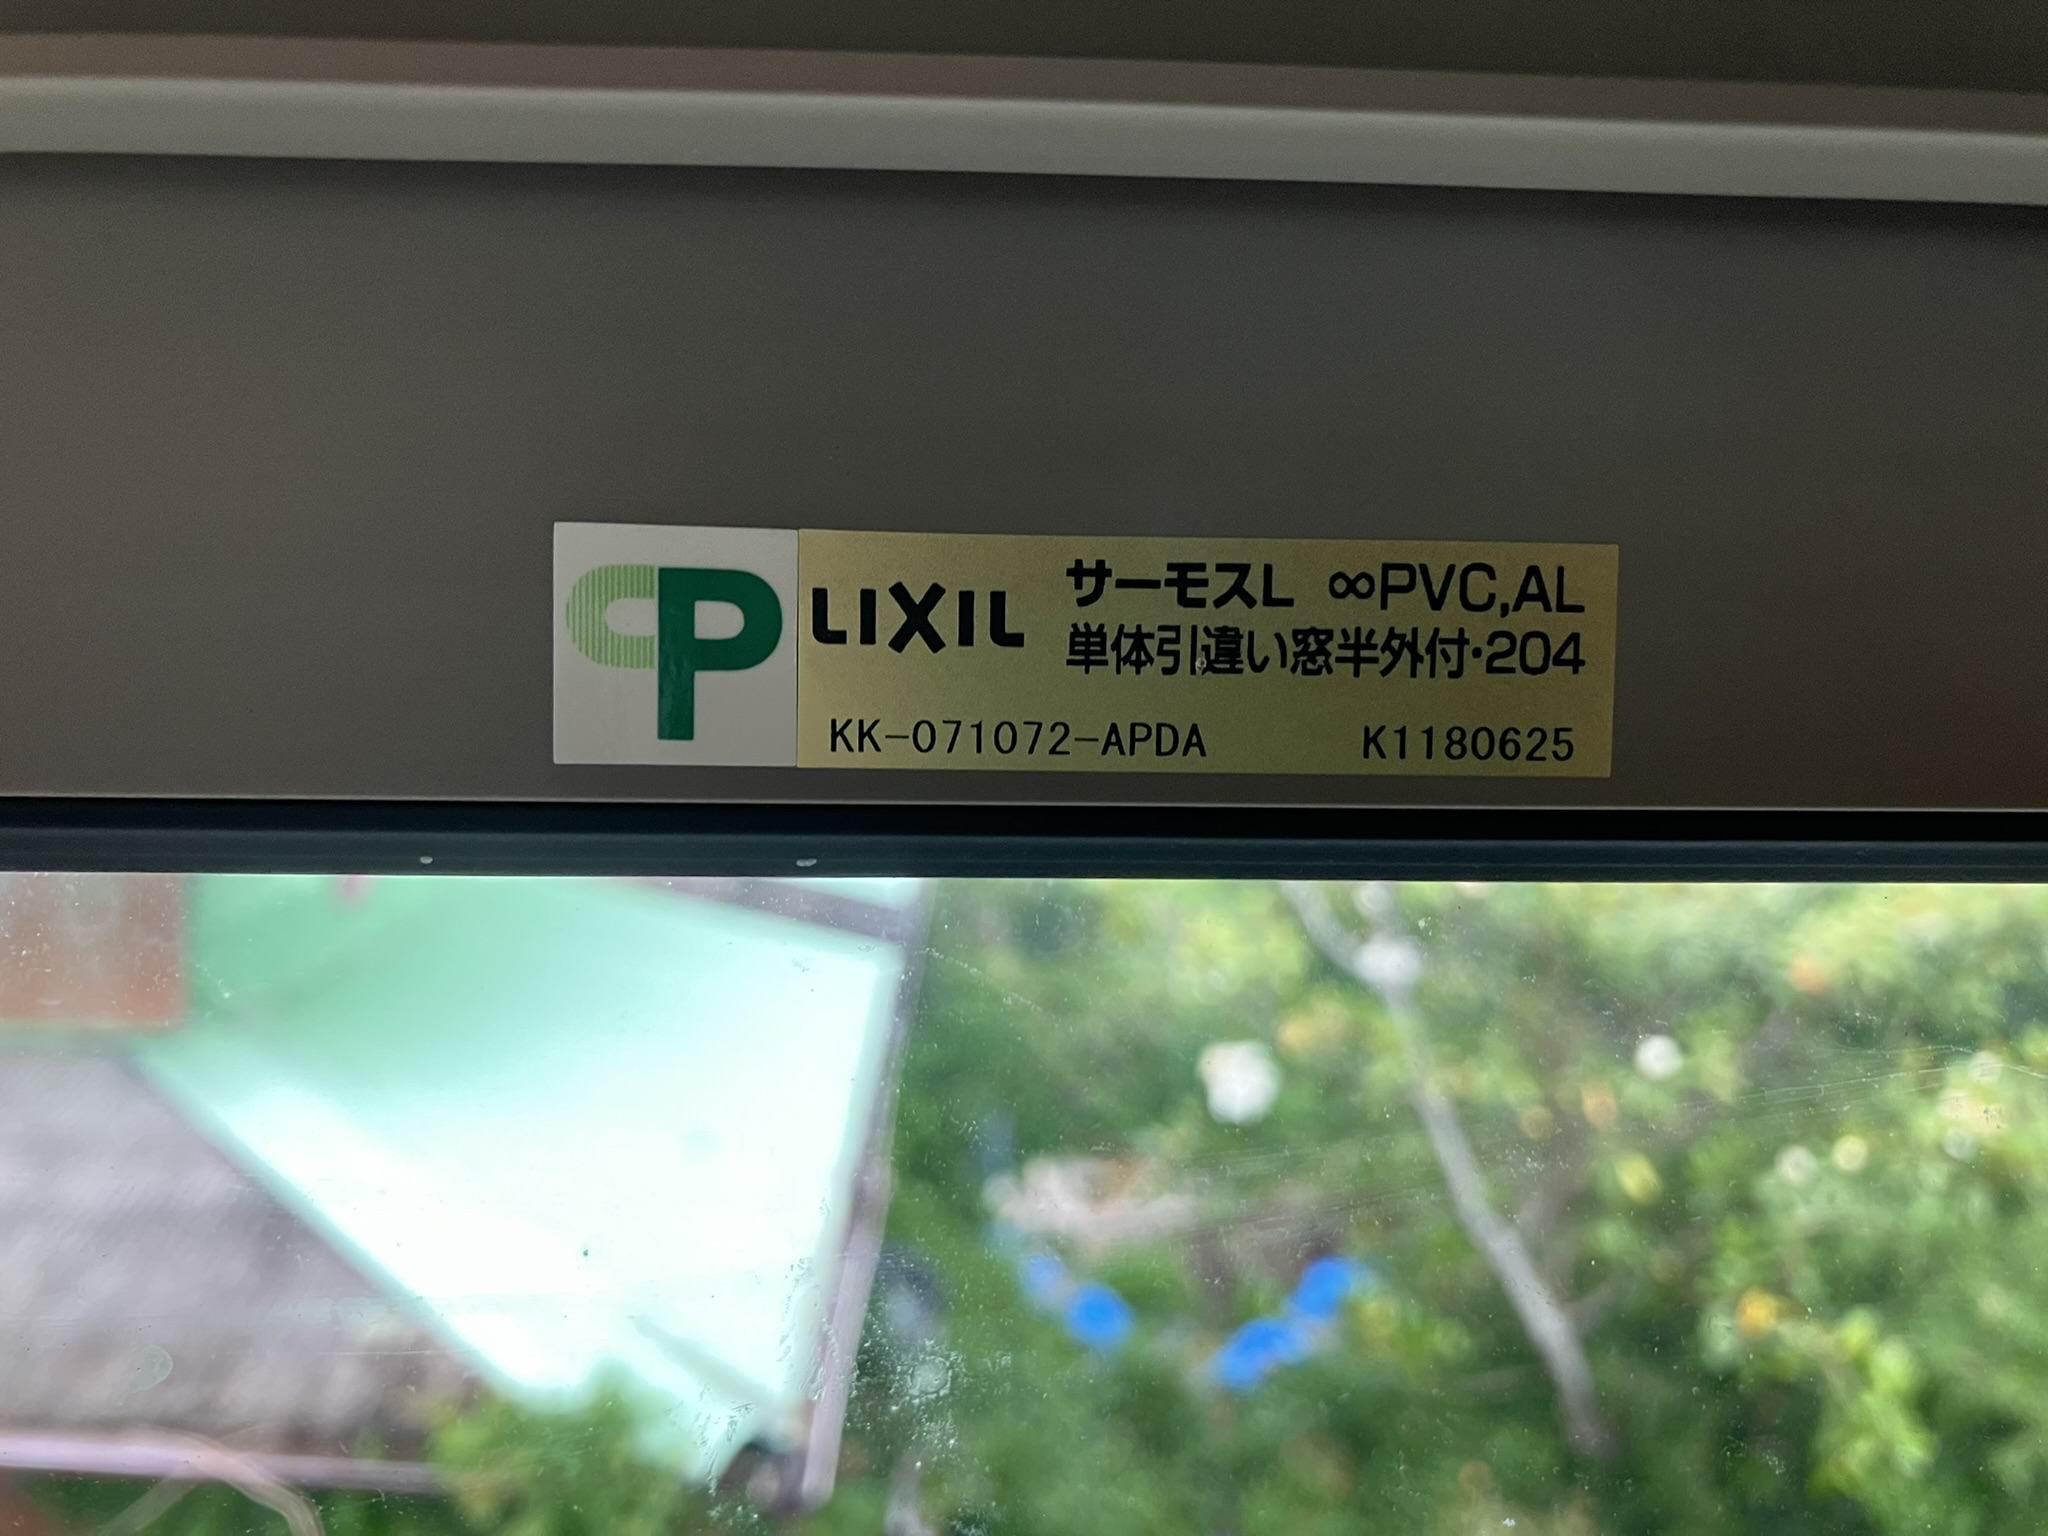 CP LIXIL サーモスL ∞PVC,AL
単体引違い窓半外付・204
KK-071072-APDA K1180625